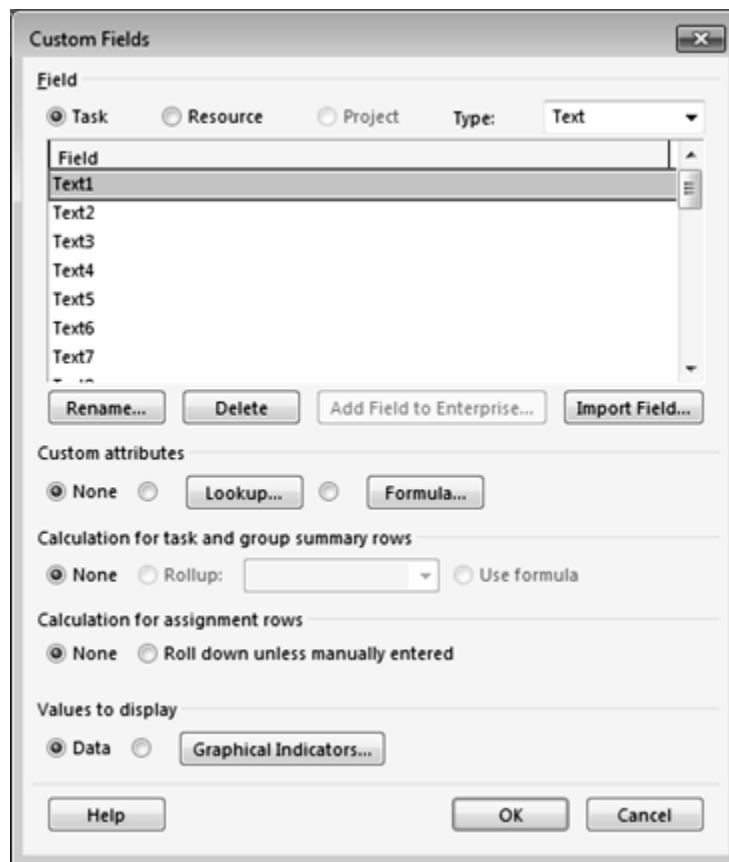 Custom Fields
Field
Task Resource Project Type: Text
Field
Text1
Text2
Text3
Text4
Text5
Text6
Text7
Rename... Delete Add Field to Enterprise... Import Field...
Custom attributes
None Lookup... Formula...
Calculation for task and group summary rows
None Rollup: Use formula
Calculation for assignment rows
None Roll down unless manually entered
Values to display
Data Graphical Indicators...
Help OK Cancel